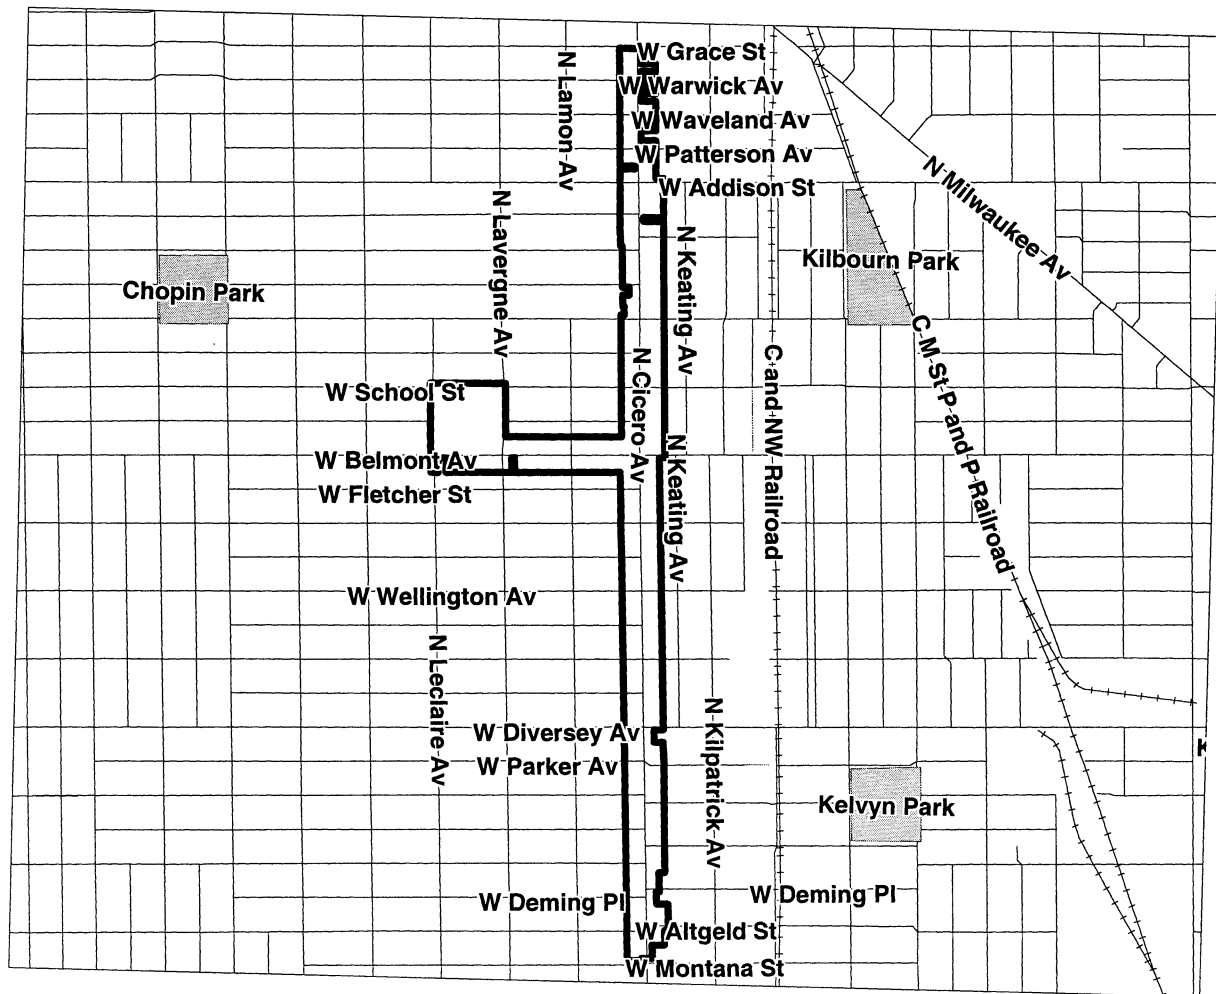 W Grace St
N Lamon Av
W Warwick Av
W Waveland Av
W Patterson Av
W Addison St
N Milwaukee Av
N Lavergne Av
N Keating Av
Kilbourn Park
Chopin Park
C M St P and P Railroad
C and NW Railroad
N Cicero Av
W School St
N Keating Av
W Belmont Av
W Fletcher St
W Wellington Av
N Leclaire Av
N Kilpatrick Av
W Diversey Av
K
W Parker Av
Kelvyn Park
W Deming Pl
W Deming Pl
W Altgeld St
W Montana St